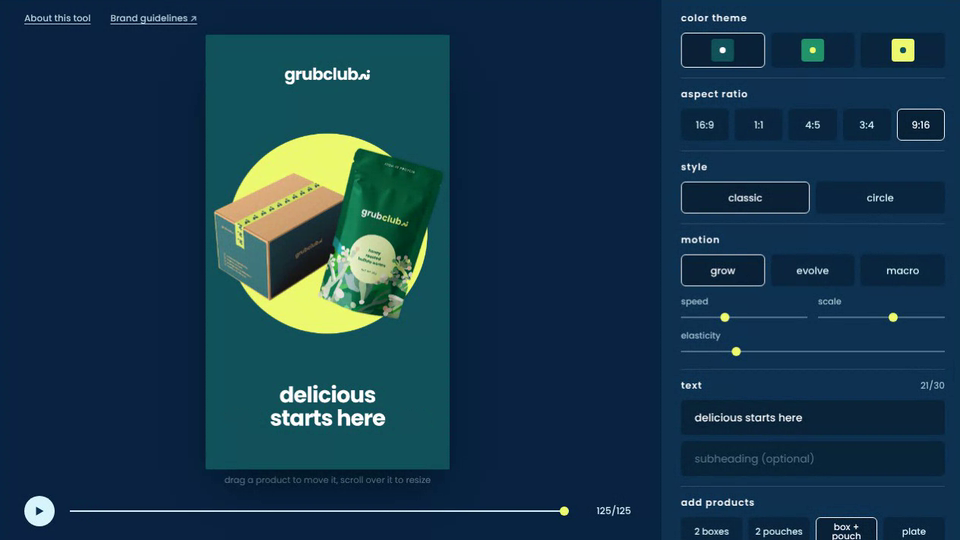 About this tool
Brand guidelines ↗
grubclub
grubclub
grubclub
delicious
starts here
drag a product to move it, scroll over it to resize
125/125
color theme
aspect ratio
16:9
1:1
4:5
3:4
9:16
style
classic
circle
motion
grow
evolve
macro
speed
scale
elasticity
text
21/30
delicious starts here
subheading (optional)
add products
2 boxes
2 pouches
box +
pouch
plate